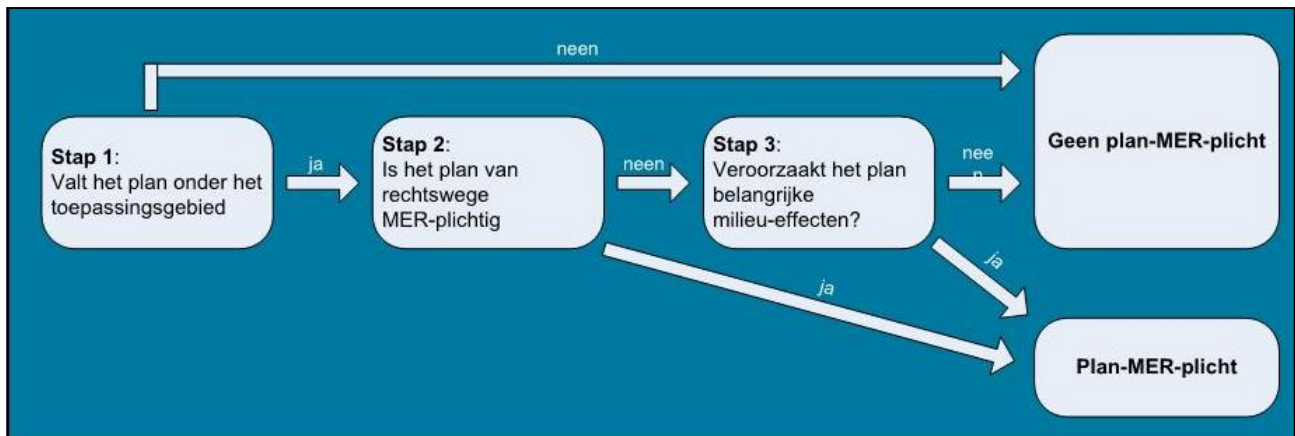 neen
Stap 1:
Valt het plan onder het
toepassingsgebied
ja
Stap 2:
Is het plan van
rechtswege
MER-plichtig
neen
Stap 3:
Veroorzaakt het plan
belangrijke
milieu-effecten?
nee
n
Geen plan-MER-plicht
ja
ja
Plan-MER-plicht